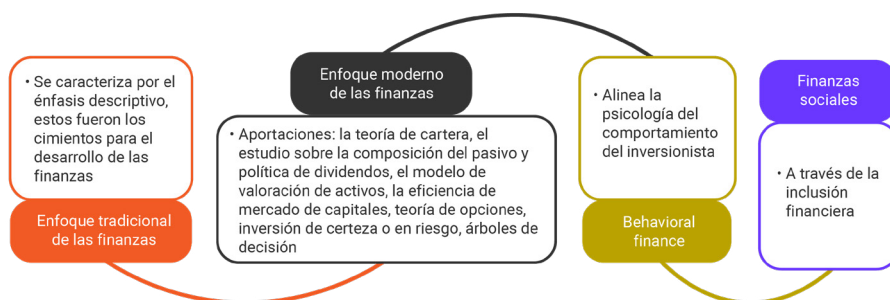 • Se caracteriza por el
énfasis descriptivo,
estos fueron los
cimientos para el
desarrollo de las
finanzas
Enfoque tradicional
de las finanzas
Enfoque moderno
de las finanzas
• Aportaciones: la teoría de cartera, el
estudio sobre la composición del pasivo y
política de dividendos, el modelo de
valoración de activos, la eficiencia de
mercado de capitales, teoría de opciones,
inversión de certeza o en riesgo, árboles de
decisión
• Alinea la
psicología del
comportamiento
del inversionista
Behavioral
finance
Finanzas
sociales
• A través de la
inclusión
financiera